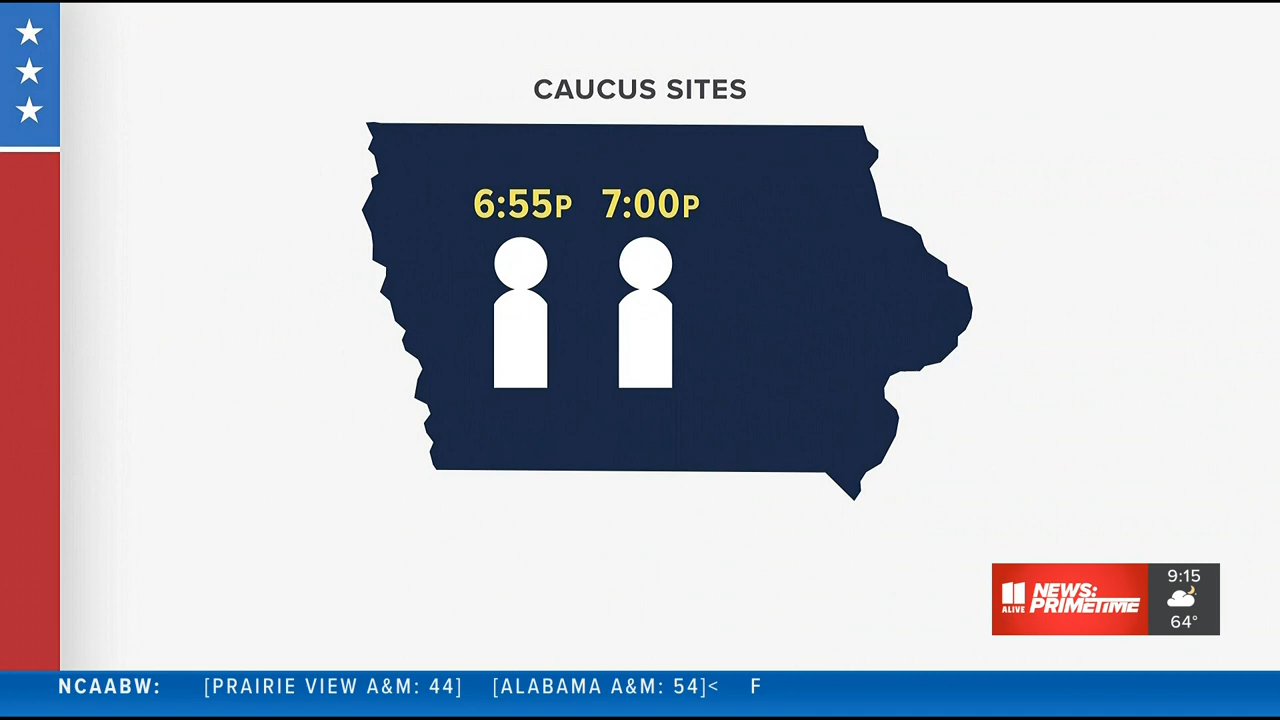 CAUCUS SITES
6:55P 7:00P
11
ALIVE
NEWS:
PRIMETIME
9:15
64°
NCAABW: [PRAIRIE VIEW A&M: 44] [ALABAMA A&M: 54]< F